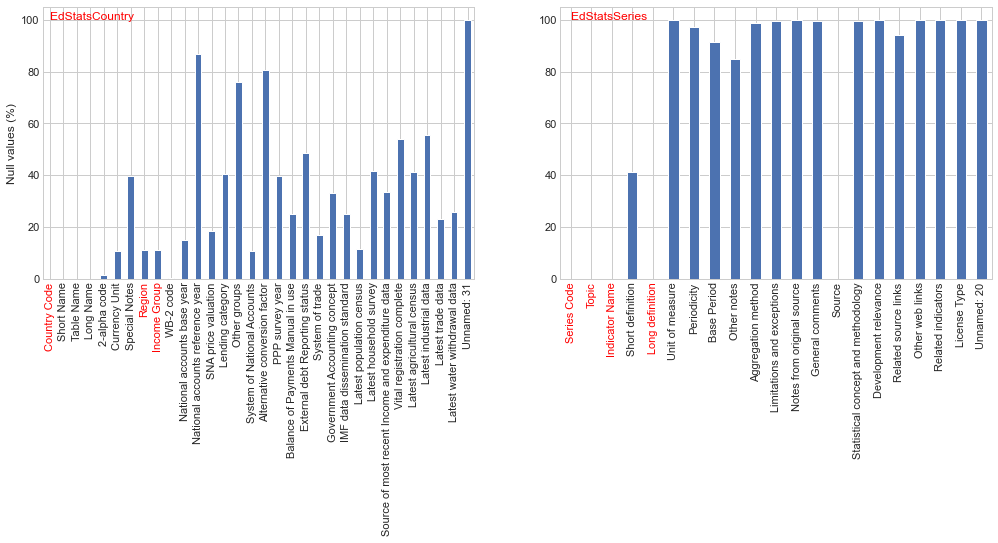 EdStatsCountry
Null values (%)
100
80
60
40
20
0
Country Code
Short Name
Table Name
Long Name
2-alpha code
Currency Unit
Special Notes
Region
Income Group
WB-2 code
National accounts base year
National accounts reference year
SNA price valuation
Lending category
Other groups
System of National Accounts
Alternative conversion factor
PPP survey year
Balance of Payments Manual in use
External debt Reporting status
System of trade
Government Accounting concept
IMF data dissemination standard
Latest population census
Latest household survey
Source of most recent Income and expenditure data
Vital registration complete
Latest agricultural census
Latest industrial data
Latest trade data
Latest water withdrawal data
Unnamed: 31
EdStatsSeries
100
80
60
40
20
0
Series Code
Topic
Indicator Name
Short definition
Long definition
Unit of measure
Periodicity
Base Period
Other notes
Aggregation method
Limitations and exceptions
Notes from original source
General comments
Source
Statistical concept and methodology
Development relevance
Related source links
Other web links
Related indicators
License Type
Unnamed: 20